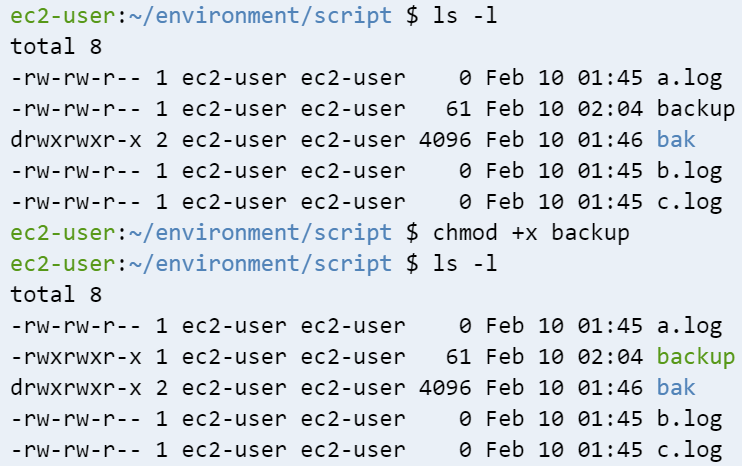 ec2-user:~/environment/script $ ls -l
total 8
-rw-rw-r-- 1 ec2-user ec2-user    0 Feb 10 01:45 a.log
-rw-rw-r-- 1 ec2-user ec2-user   61 Feb 10 02:04 backup
drwxrwxr-x 2 ec2-user ec2-user 4096 Feb 10 01:46 bak
-rw-rw-r-- 1 ec2-user ec2-user    0 Feb 10 01:45 b.log
-rw-rw-r-- 1 ec2-user ec2-user    0 Feb 10 01:45 c.log
ec2-user:~/environment/script $ chmod +x backup
ec2-user:~/environment/script $ ls -l
total 8
-rw-rw-r-- 1 ec2-user ec2-user    0 Feb 10 01:45 a.log
-rwxrwxr-x 1 ec2-user ec2-user   61 Feb 10 02:04 backup
drwxrwxr-x 2 ec2-user ec2-user 4096 Feb 10 01:46 bak
-rw-rw-r-- 1 ec2-user ec2-user    0 Feb 10 01:45 b.log
-rw-rw-r-- 1 ec2-user ec2-user    0 Feb 10 01:45 c.log